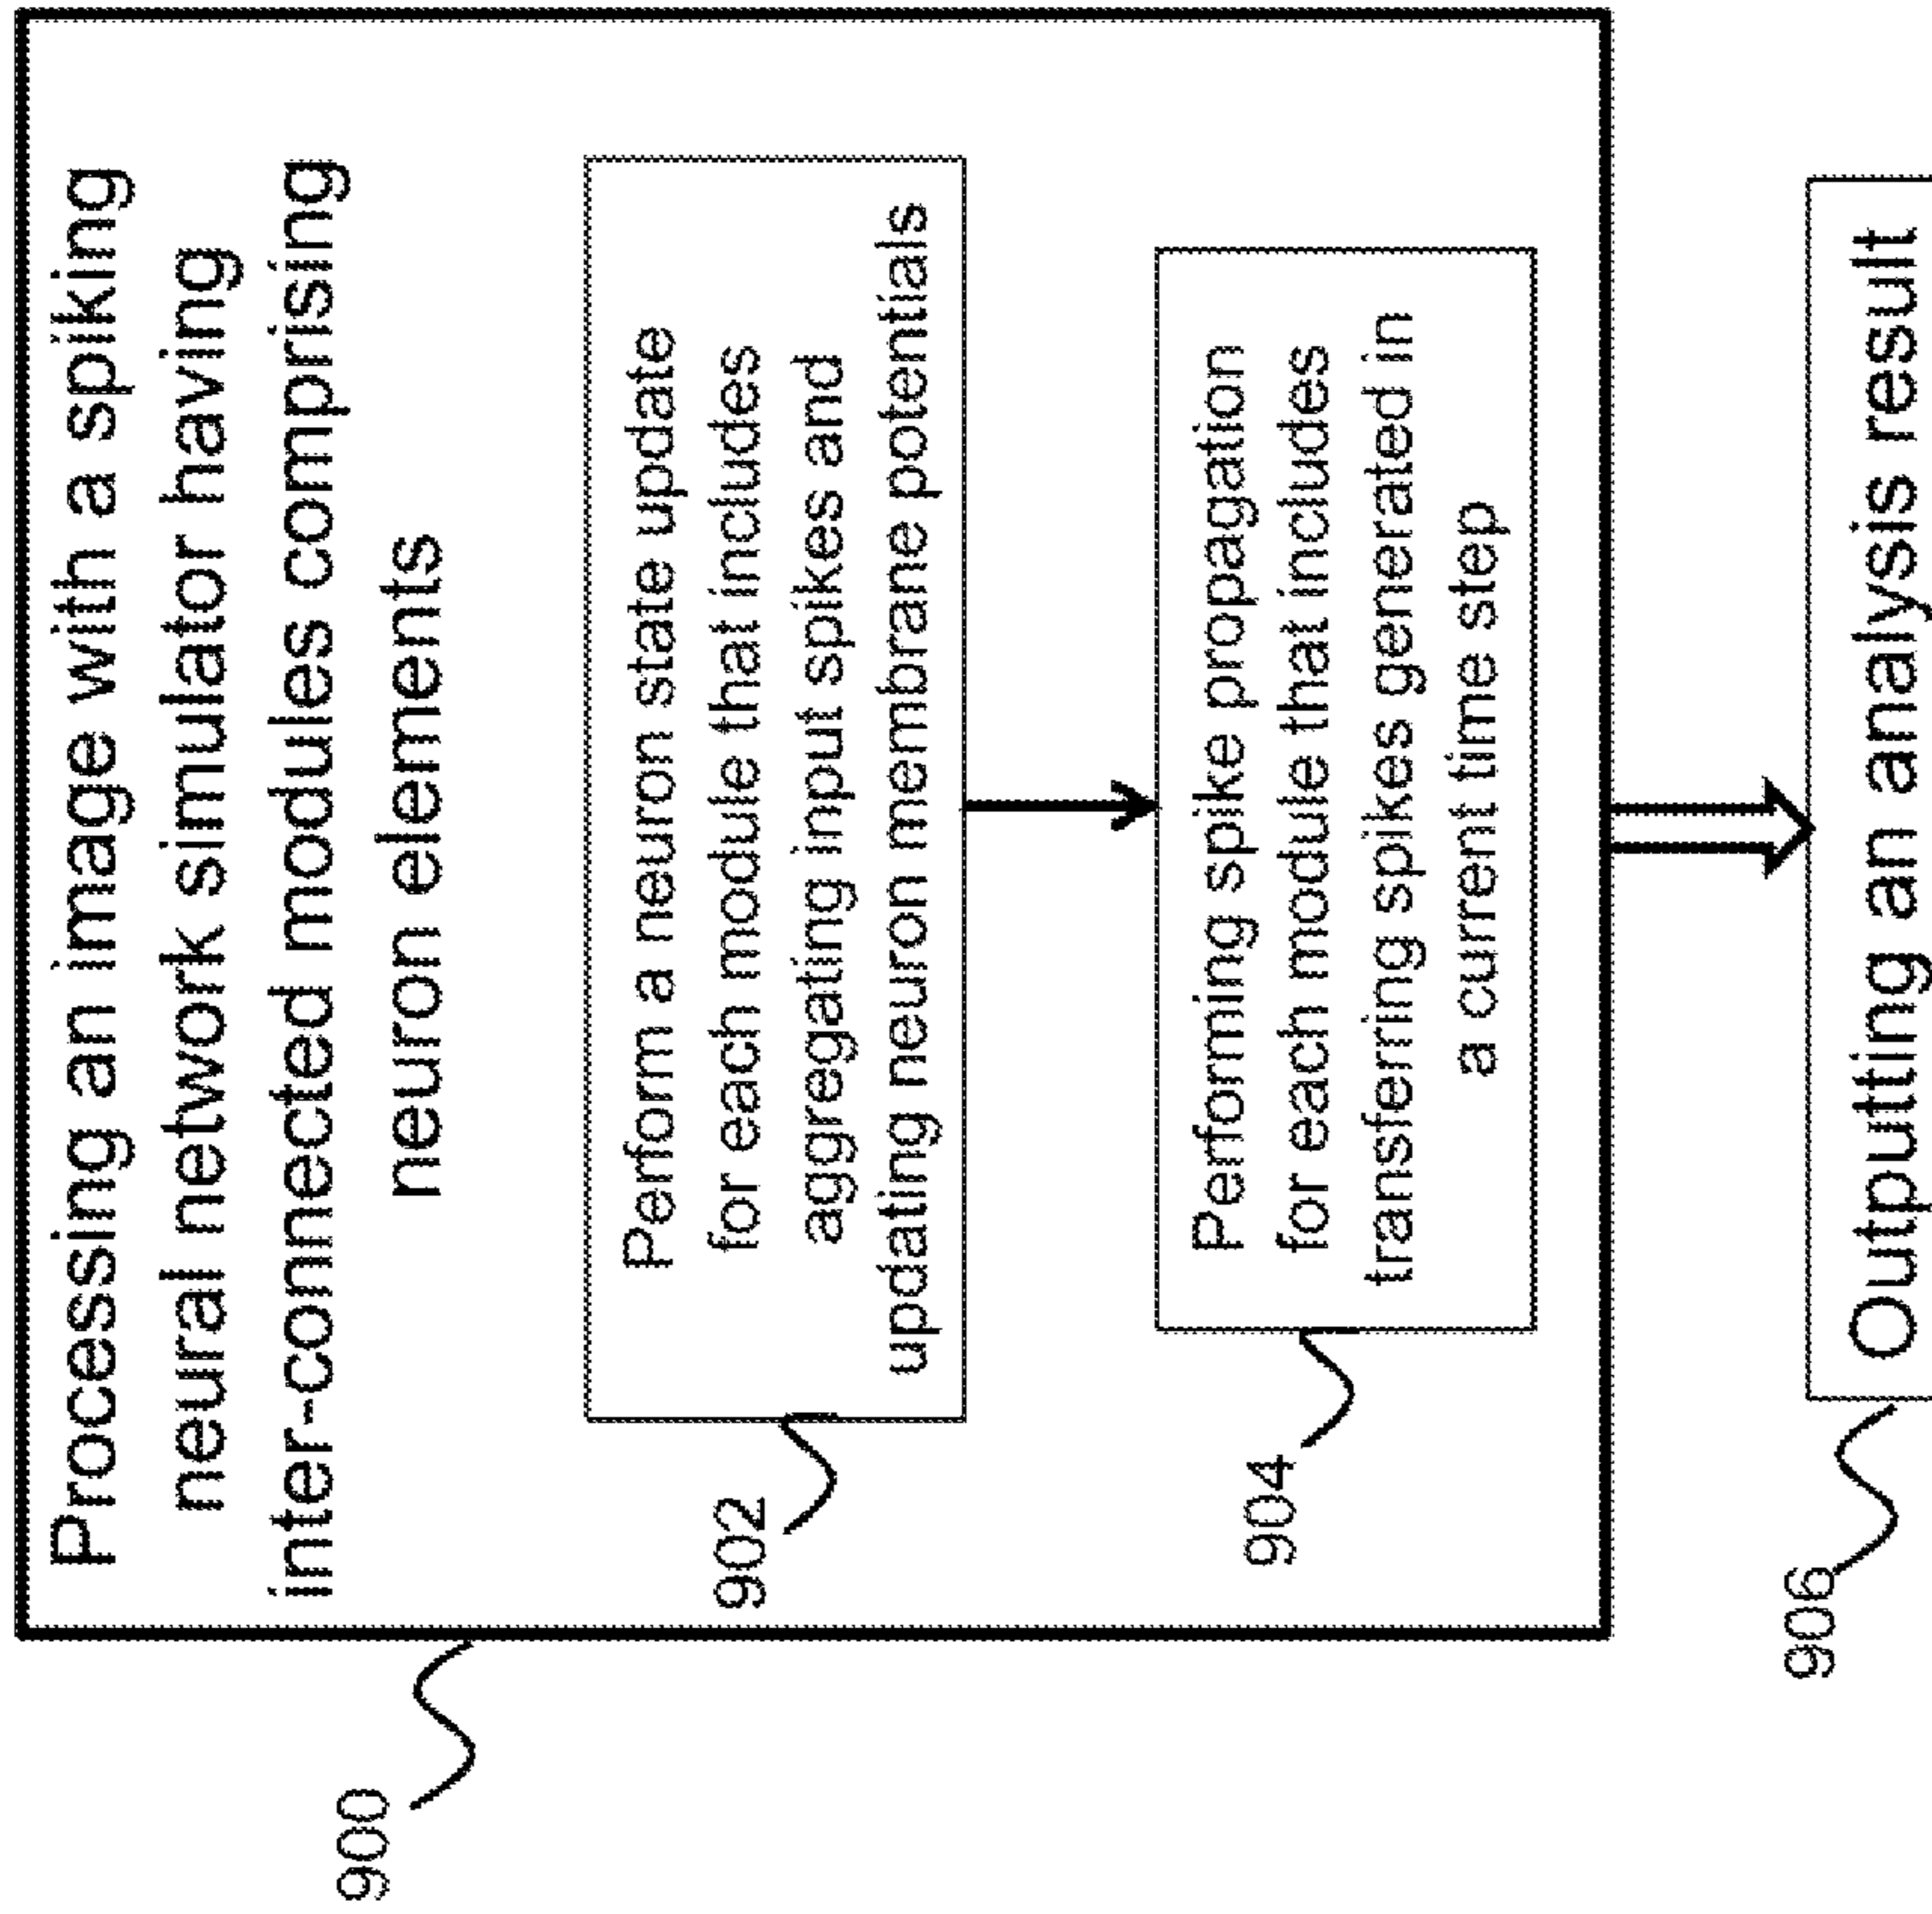 900
Processing an image with a spiking
neural network simulator having
inter-connected modules comprising
neuron elements
902
Perform a neuron state update
for each module that includes
aggregating input spikes and
updating neuron membrane potentials
904
Performing spike propagation
for each module that includes
transferring spikes generated in
a current time step
906
Outputting an analysis result